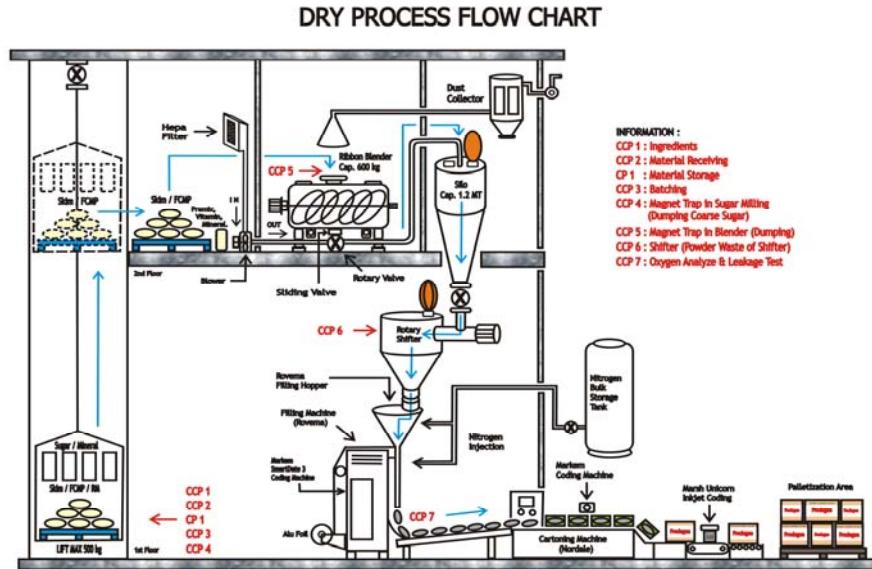 DRY PROCESS FLOW CHART
Dust
Collector
Hepa
Filter
Ribbon Blender
Cap. 600 kg
CCP 5
INFORMATION :
CCP 1 : Ingredients
CCP 2 : Material Receiving
CP 1 : Material Storage
CCP 3 : Batching
CCP 4 : Magnet Trap in Sugar Milling
(Dumping Coarse Sugar)
CCP 5 : Magnet Trap in Blender (Dumping)
CCP 6 : Shifter (Powder Waste of Shifter)
CCP 7 : Oxygen Analyze & Leakage Test
Skim / FCMP
Skim / FCMP
Premix,
Vitamin,
Mineral.
I N
OUT
Silo
Cap. 1.2 MT
2nd Floor
Blower
Sliding Valve
Rotary Valve
CCP 6
Rotary
Shifter
Rovema
Filling Hopper
Filling Machine
(Rovema)
Nitrogen
Bulk
Storage
Tank
Nitrogen
Injection
Markem
SmartDate 3
Coding Machine
Markem
Coding Machine
Marsh Unicorn
Inkjet Coding
Palletization Area
Sugar / Mineral
Skim / FCMP / RM
LIFT MAX 500 kg
1st Floor
CCP 1
CCP 2
CP 1
CCP 3
CCP 4
Alu Foil
CCP 7
Cartoning Machine
(Nordale)